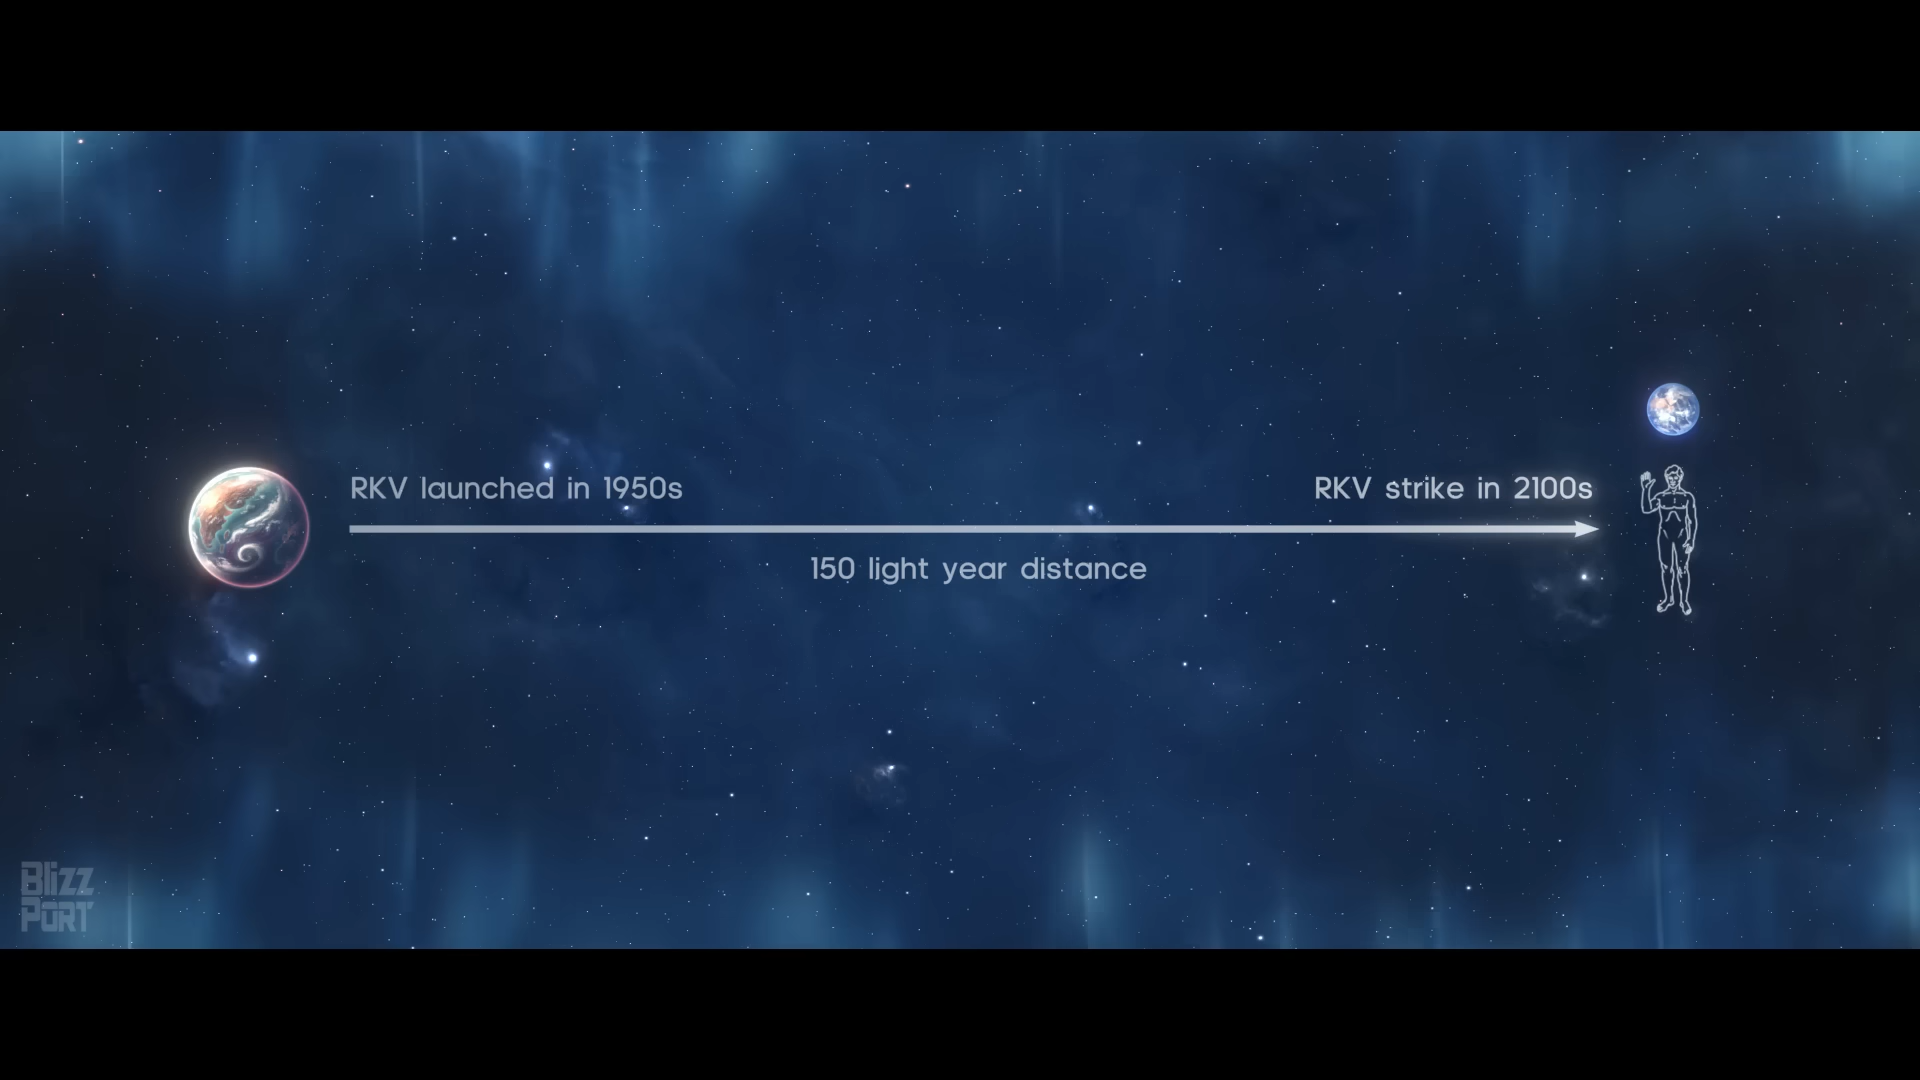 RKV launched in 1950s
RKV strike in 2100s
150 light year distance
Blizz
PORT